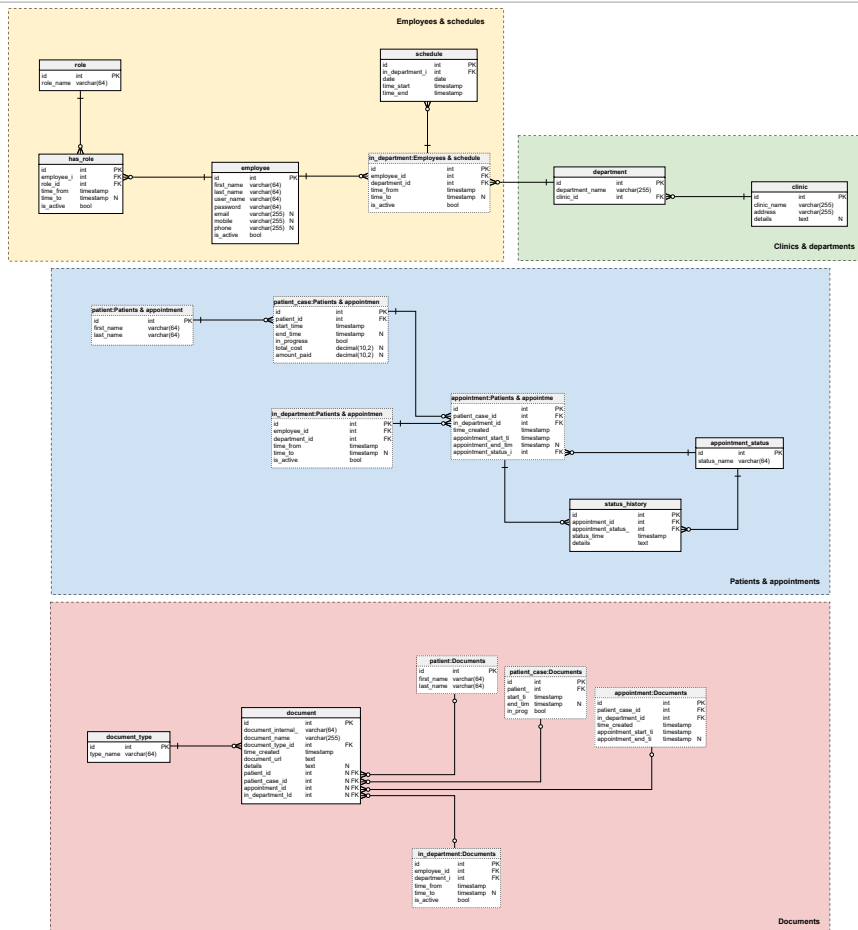 Employees & schedules
role
id int PK
role_name varchar(64)
schedule
id int PK
in_department_i int FK
date date
time_start timestamp
time_end timestamp
has_role
id int PK
employee_i int FK
role_id int FK
time_from timestamp
time_to timestamp N
is_active bool
employee
id int PK
first_name varchar(64)
last_name varchar(64)
user_name varchar(64)
password varchar(64)
email varchar(255) N
mobile varchar(255) N
phone varchar(255) N
is_active bool
in_department:Employees & schedule
id int PK
employee_id int FK
department_id int FK
time_from timestamp
time_to timestamp N
is_active bool
department
id int PK
department_name varchar(255)
clinic_id int FK
clinic
id int PK
clinic_name varchar(255)
address varchar(255)
details text N
Clinics & departments
patient:Patients & appointment
id int PK
first_name varchar(64)
last_name varchar(64)
patient_case:Patients & appointmen
id int PK
patient_id int FK
start_time timestamp
end_time timestamp N
in_progress bool
total_cost decimal(10,2) N
amount_paid decimal(10,2) N
in_department:Patients & appointmen
id int PK
employee_id int FK
department_id int FK
time_from timestamp
time_to timestamp N
is_active bool
appointment:Patients & appointme
id int PK
patient_case_id int FK
in_department_id int FK
time_created timestamp
appointment_start_ti timestamp
appointment_end_tim timestamp N
appointment_status_i int FK
appointment_status
id int PK
status_name varchar(64)
status_history
id int PK
appointment_id int FK
appointment_status_ int FK
status_time timestamp
details text
Patients & appointments
patient:Documents
id int PK
first_name varchar(64)
last_name varchar(64)
patient_case:Documents
id int PK
patient_ int FK
start_ti timestamp
end_tim timestamp N
in_prog bool
appointment:Documents
id int PK
patient_case_id int FK
in_department_id int FK
time_created timestamp
appointment_start_ti timestamp
appointment_end_ti timestamp N
document_type
id int PK
type_name varchar(64)
document
id int PK
document_internal_ varchar(64)
document_name varchar(255)
document_type_id int FK
time_created timestamp
document_url text
details text N
patient_id int N FK
patient_case_id int N FK
appointment_id int N FK
in_department_id int N FK
in_department:Documents
id int PK
employee_id int FK
department_i int FK
time_from timestamp
time_to timestamp N
is_active bool
Documents